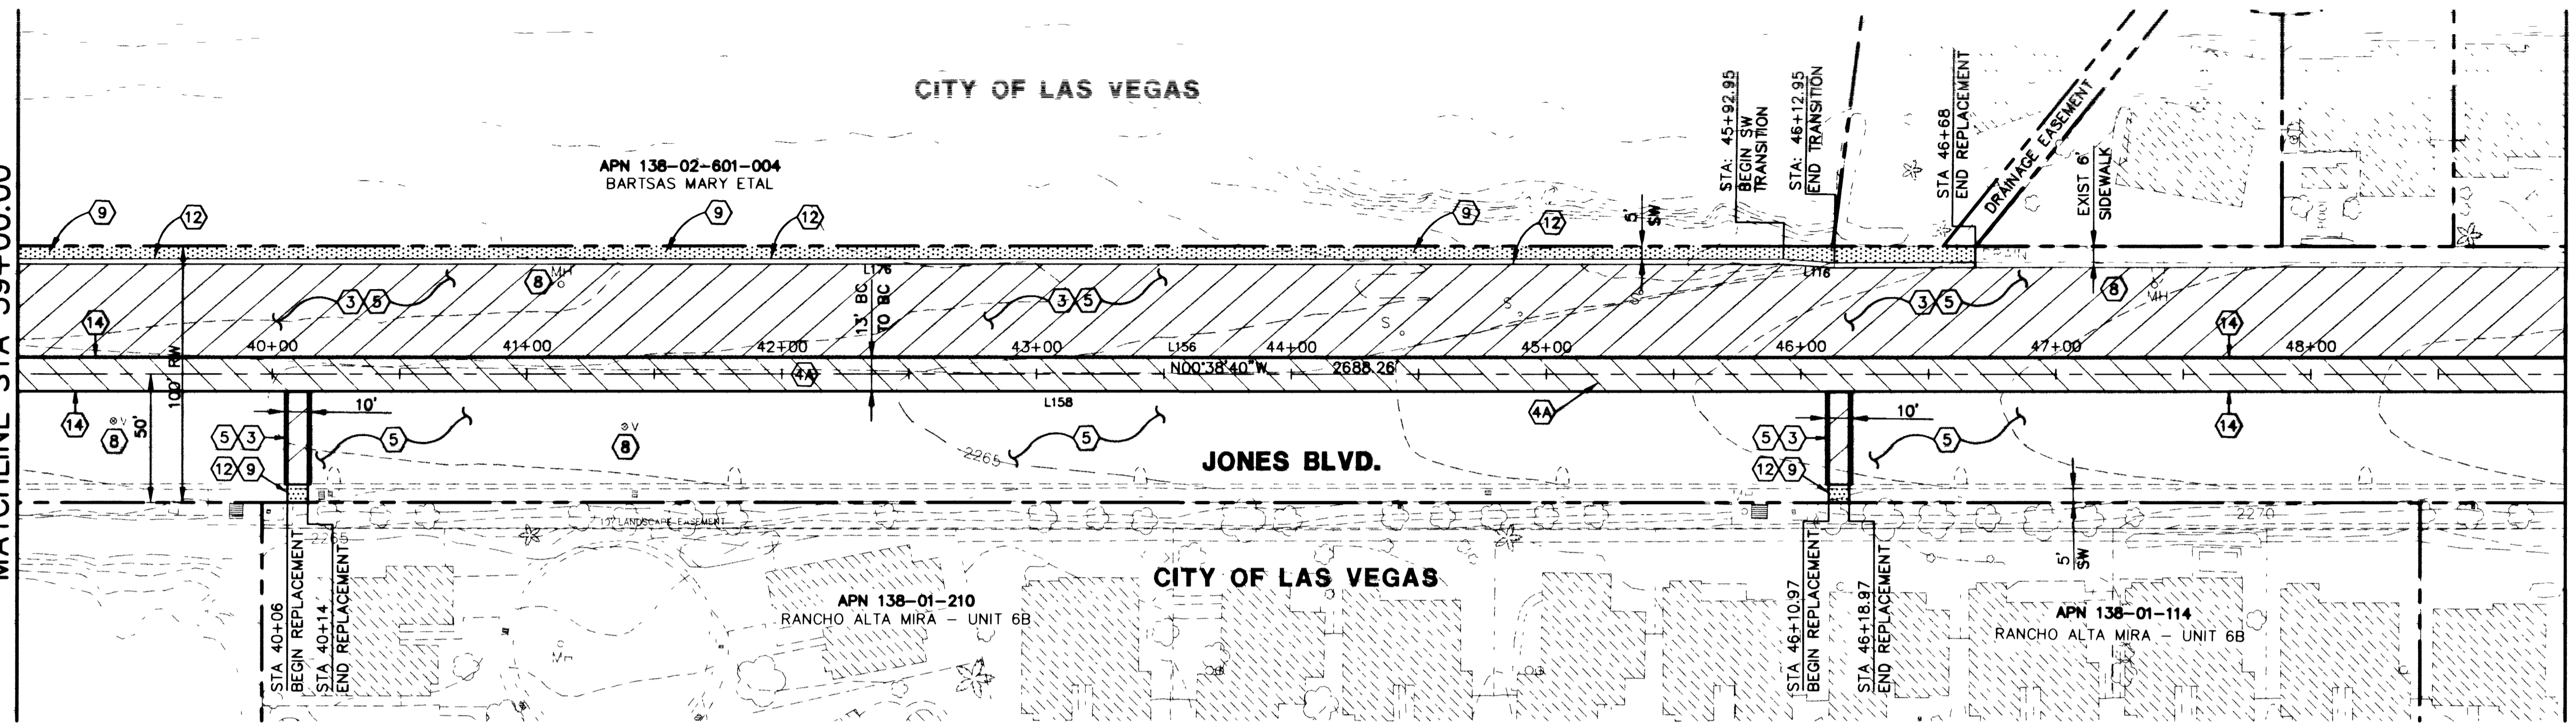 CITY OF LAS VEGAS
APN 138-02-601-004
BARTSAS MARY ETAL
STA: 45+92.95
BEGIN SW
TRANSITION
STA: 46+12.95
END TRANSITION
STA 46+68
END REPLACEMENT
DRAINAGE EASEMENT
EXIST 6'
SIDEWALK
5'
SW
9
12
9
12
9
12
8
MH
3 5
L176
13' BC
TO BC
3 5
S
S
L116
3 5
8
MH
14
14
40+00
41+00
42+00
43+00
L156
44+00
45+00
46+00
47+00
48+00
4A
N00°38'40"W
2688.26'
100' RW
50'
10'
L158
4A
10'
14
14
V
8
V
8
5 3
5
12 9
5
5 3
5
12 9
2265
JONES BLVD.
10' LANDSCAPE EASEMENT
2265
2270
5'
SW
CITY OF LAS VEGAS
STA 40+06
BEGIN REPLACEMENT
STA 40+14
END REPLACEMENT
APN 138-01-210
RANCHO ALTA MIRA - UNIT 6B
STA 46+10.97
BEGIN REPLACEMENT
STA 46+18.97
END REPLACEMENT
APN 138-01-114
RANCHO ALTA MIRA - UNIT 6B